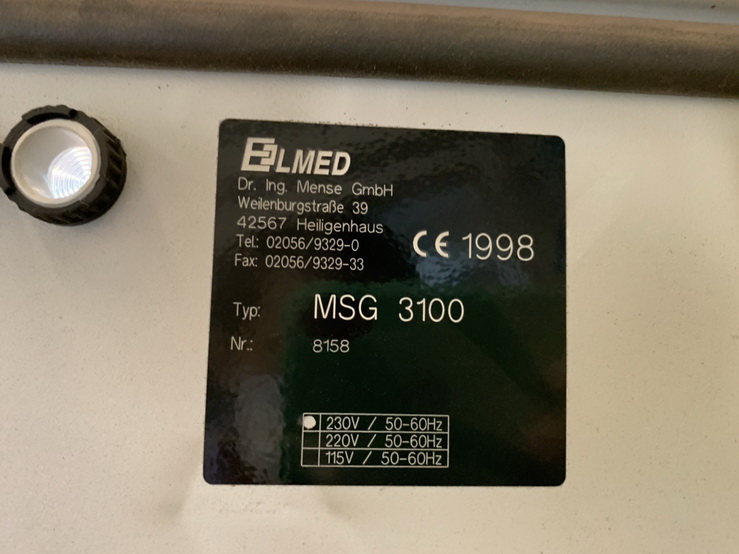 ELMED
Dr. Ing. Mense GmbH
Weilenburgstraße 39
42567 Heiligenhaus
Tel.: 02056/9329-0
Fax: 02056/9329-33
CE 1998
Typ: MSG 3100
Nr.: 8158
230V / 50-60Hz
220V / 50-60Hz
115V / 50-60Hz